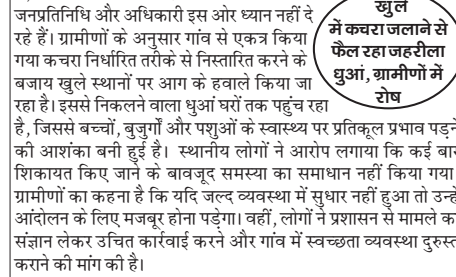 जनप्रतिनिधि और अधिकारी इस ओर ध्यान नहीं दे
रहे हैं। ग्रामीणों के अनुसार गांव से एकत्र किया
गया कचरा निर्धारित तरीके से निस्तारित करने के
बजाय खुले स्थानों पर आग के हवाले किया जा
रहा है। इससे निकलने वाला धुआं घरों तक पहुंच रहा
है, जिससे बच्चों, बुजुर्गों और पशुओं के स्वास्थ्य पर प्रतिकूल प्रभाव पड़ने
की आशंका बनी हुई है। स्थानीय लोगों ने आरोप लगाया कि कई बार
शिकायत किए जाने के बावजूद समस्या का समाधान नहीं किया गया
ग्रामीणों का कहना है कि यदि जल्द व्यवस्था में सुधार नहीं हुआ तो उन्हें
आंदोलन के लिए मजबूर होना पड़ेगा। वहीं, लोगों ने प्रशासन से मामले का
संज्ञान लेकर उचित कार्रवाई करने और गांव में स्वच्छता व्यवस्था दुरुस्त
कराने की मांग की है।
खुले
में कचरा जलाने से
फैल रहा जहरीला
धुआं, ग्रामीणों में
रोष